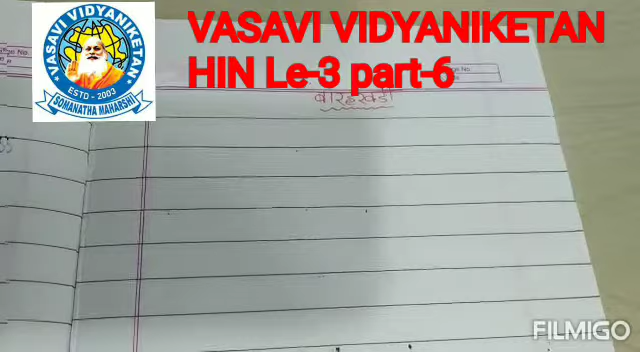 VASAVI VIDYANIKETAN
HIN Le-3 part-6
VASAVI VIDYANIKETAN
ESTD - 2003
SOMANATHA MAHARSHI
बारहखडी
FILMIGO